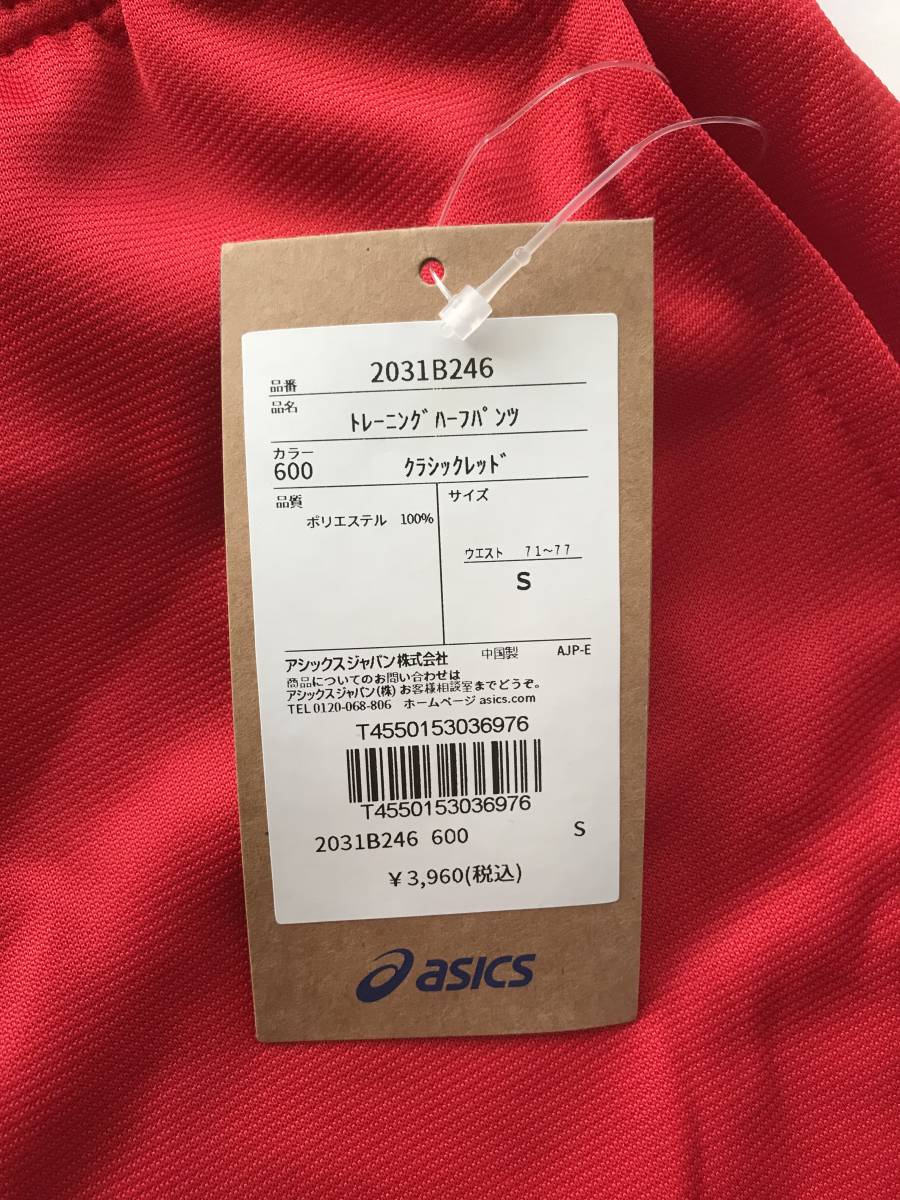 品番 2031B246
品名
ﾄﾚｰﾆﾝｸﾞﾊｰﾌﾊﾟﾝﾂ
カラー
600 ｸﾗｼｯｸﾚｯﾄﾞ
品質
ポリエステル 100%
サイズ
ウエスト 71～77
S
アシックスジャパン株式会社 中国製 AJP-E
商品についてのお問い合わせは
アシックスジャパン(株)お客様相談室までどうぞ。
TEL 0120-068-806 ホームページ asics.com
T4550153036976
T4550153036976
2031B246 600 S
¥3,960(税込)
asics